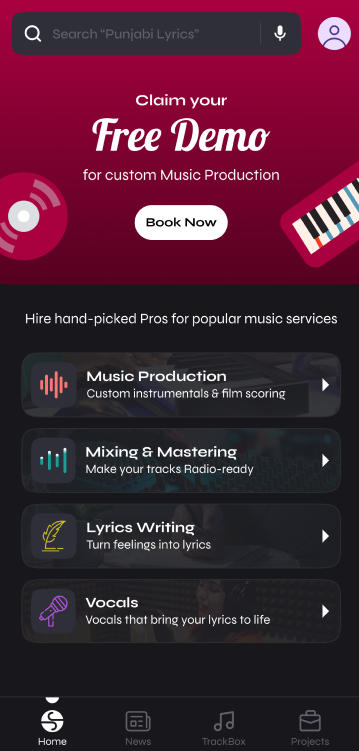 Search “Punjabi Lyrics”
Claim your
Free Demo
for custom Music Production
Book Now
Hire hand-picked Pros for popular music services
Music Production
Custom instrumentals & film scoring
Mixing & Mastering
Make your tracks Radio-ready
Lyrics Writing
Turn feelings into lyrics
Vocals
Vocals that bring your lyrics to life
Home
News
TrackBox
Projects